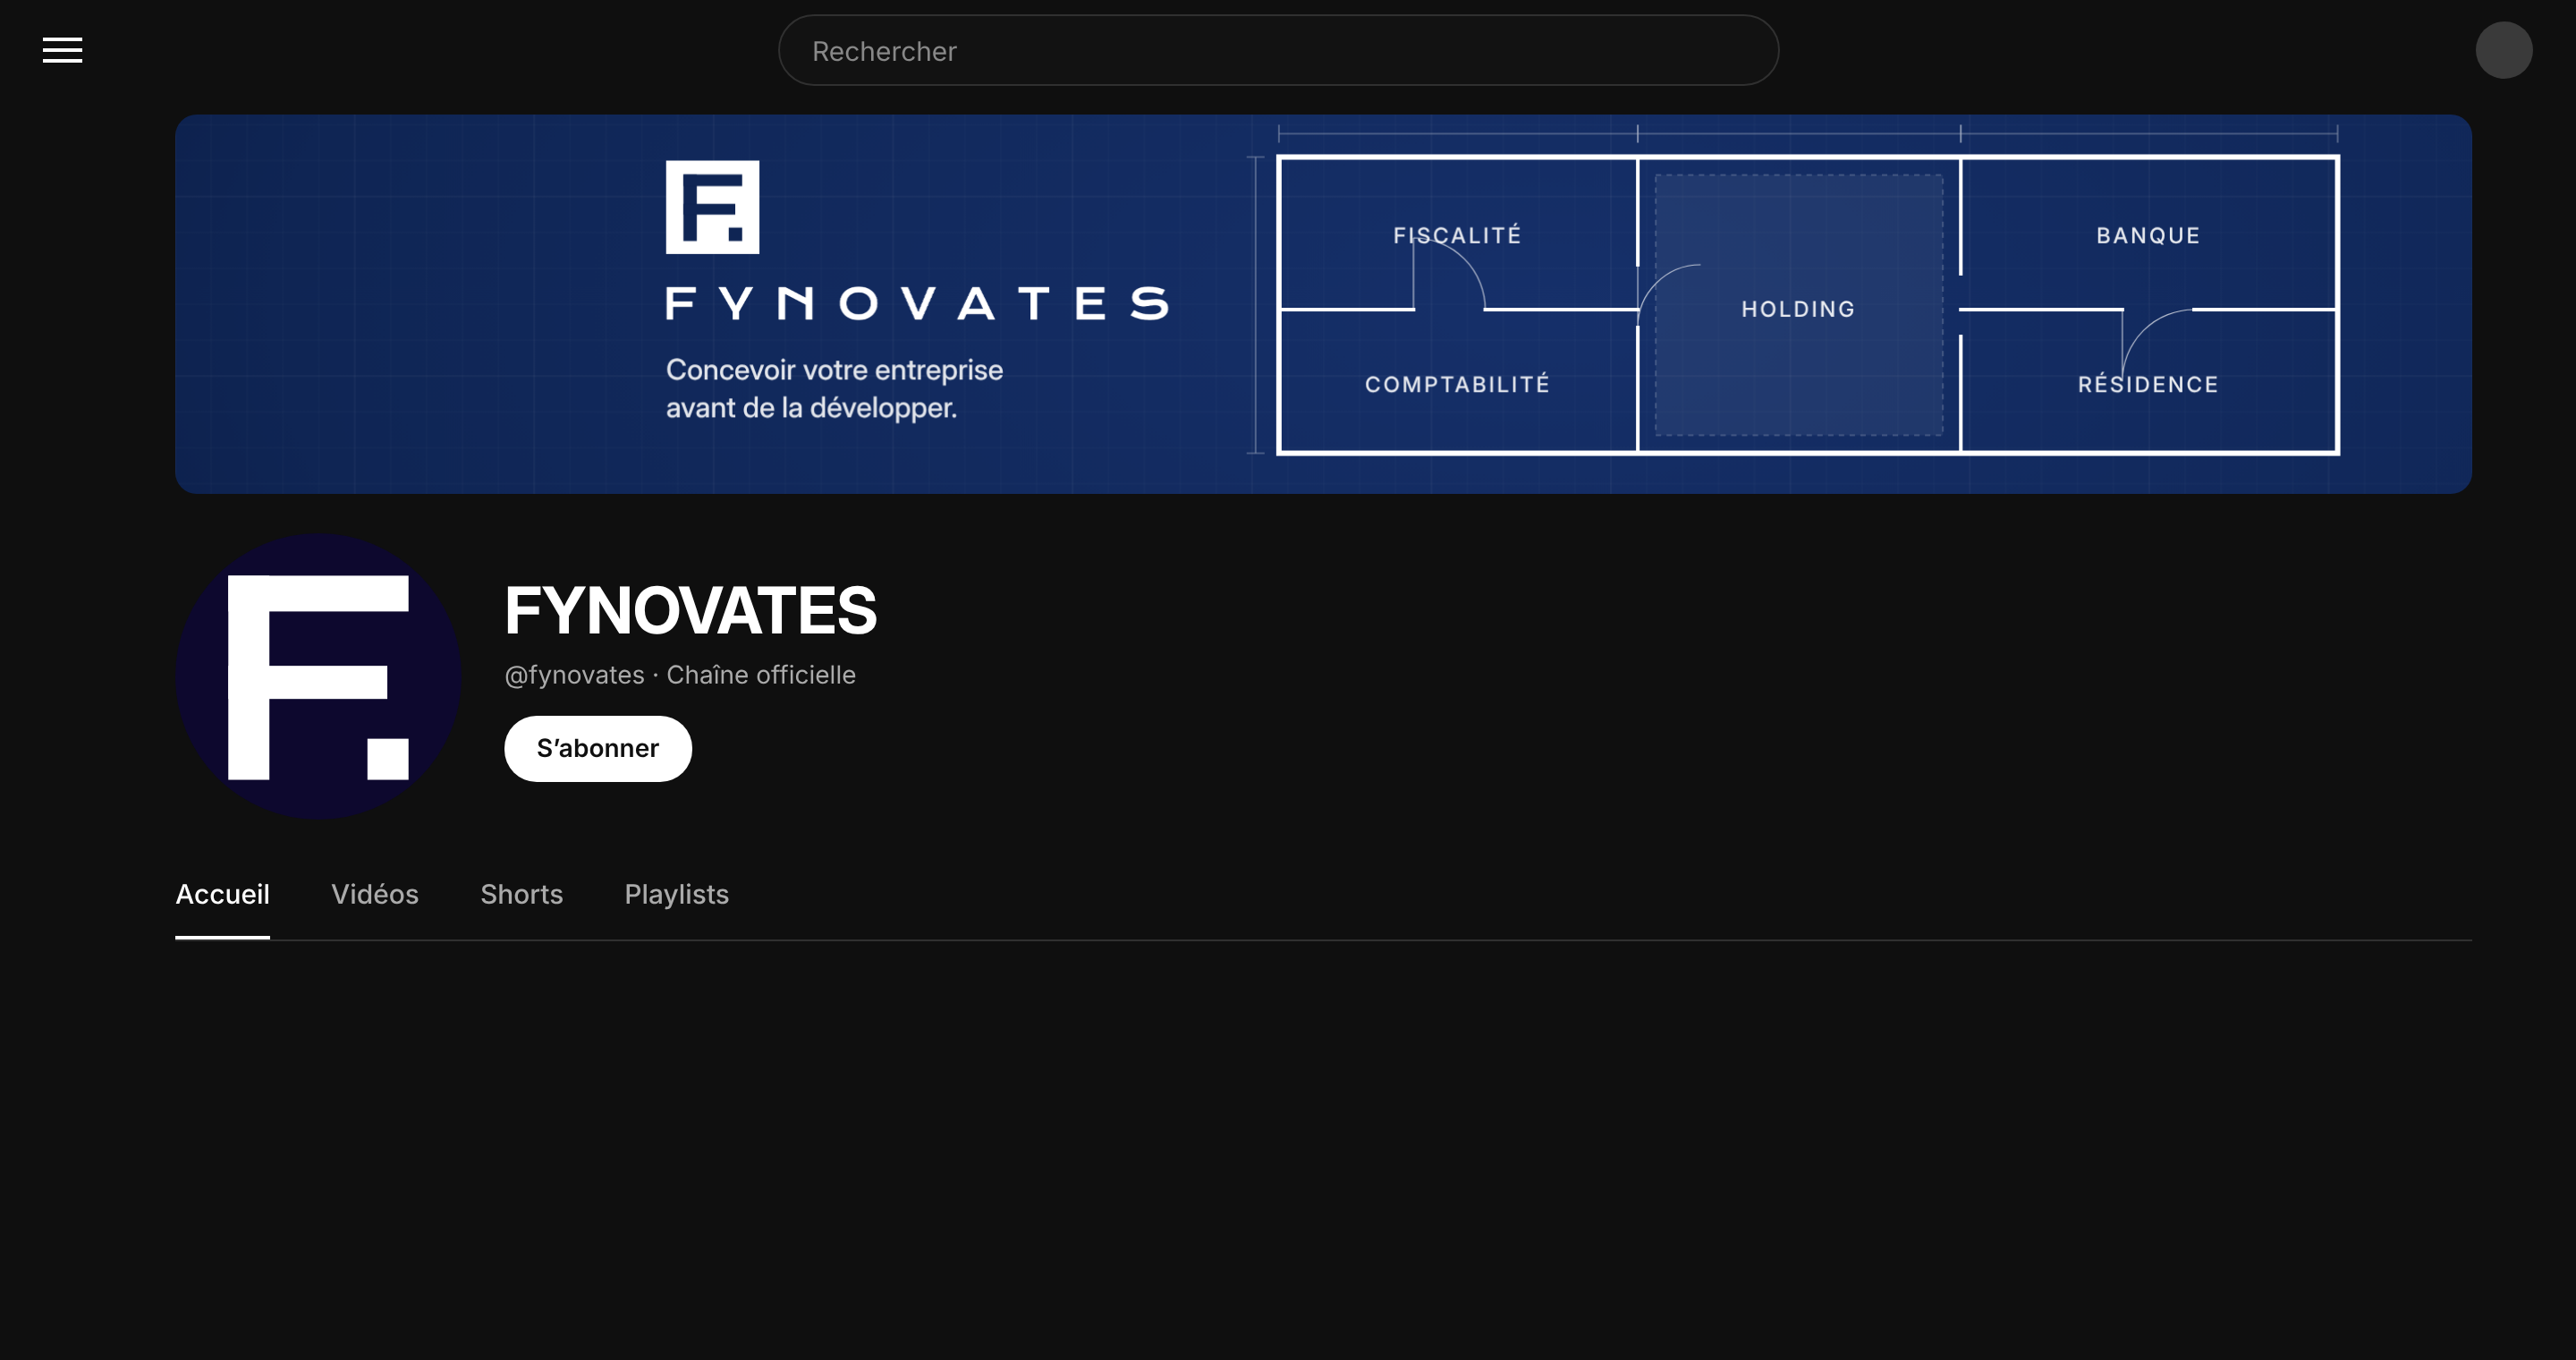 Rechercher
F.
FYNOVATES
Concevoir votre entreprise
avant de la développer.
FISCALITÉ
COMPTABILITÉ
HOLDING
BANQUE
RÉSIDENCE
F.
FYNOVATES
@fynovates · Chaîne officielle
S’abonner
Accueil Vidéos Shorts Playlists